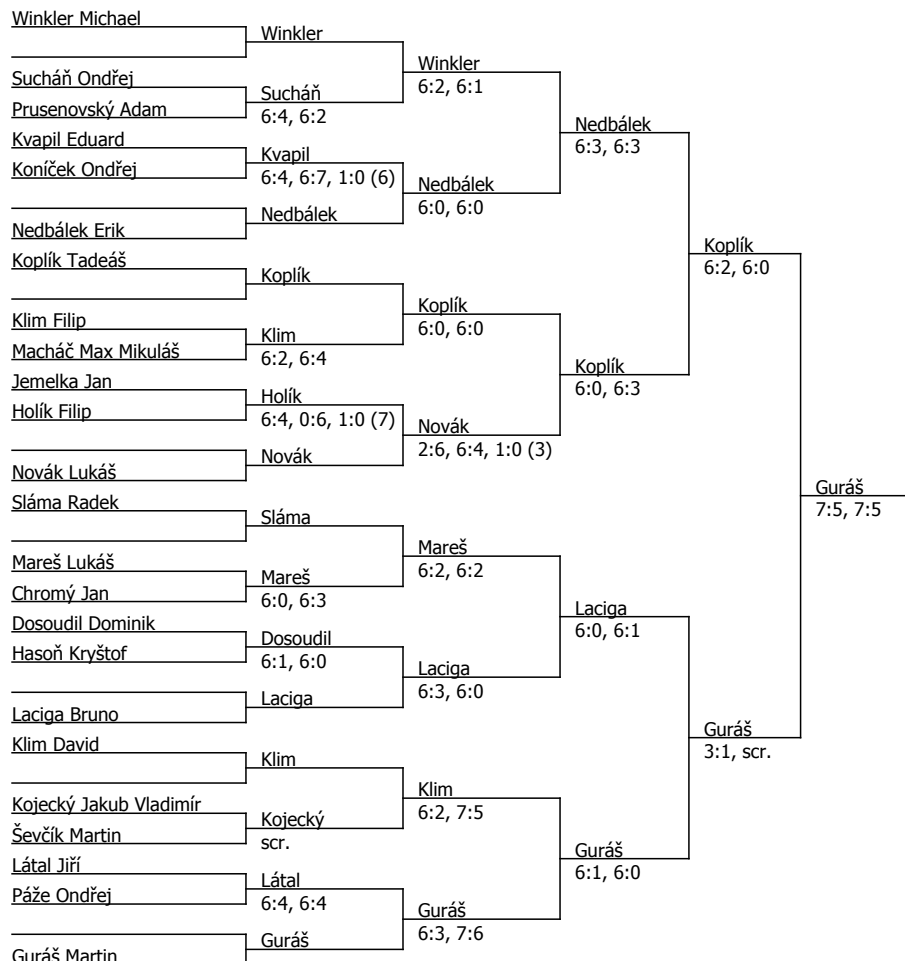 Winkler Michael
Winkler
Winkler
6:2, 6:1
Sucháň Ondřej
Sucháň
6:4, 6:2
Prusenovský Adam
Nedbálek
6:3, 6:3
Kvapil Eduard
Kvapil
6:4, 6:7, 1:0 (6)
Koníček Ondřej
Nedbálek
6:0, 6:0
Nedbálek
Nedbálek Erik
Koplík
6:2, 6:0
Koplík Tadeáš
Koplík
Koplík
6:0, 6:0
Klim Filip
Klim
6:2, 6:4
Macháč Max Mikuláš
Koplík
6:0, 6:3
Jemelka Jan
Holík
6:4, 0:6, 1:0 (7)
Holík Filip
Novák
2:6, 6:4, 1:0 (3)
Novák
Novák Lukáš
Guráš
7:5, 7:5
Sláma Radek
Sláma
Mareš
6:2, 6:2
Mareš Lukáš
Mareš
6:0, 6:3
Chromý Jan
Laciga
6:0, 6:1
Dosoudil Dominik
Dosoudil
6:1, 6:0
Hasoň Kryštof
Laciga
6:3, 6:0
Laciga
Laciga Bruno
Guráš
3:1, scr.
Klim David
Klim
Klim
6:2, 7:5
Kojecký Jakub Vladimír
Kojecký
scr.
Ševčík Martin
Guráš
6:1, 6:0
Látal Jiří
Látal
6:4, 6:4
Páže Ondřej
Guráš
6:3, 7:6
Guráš
Guráš Martin